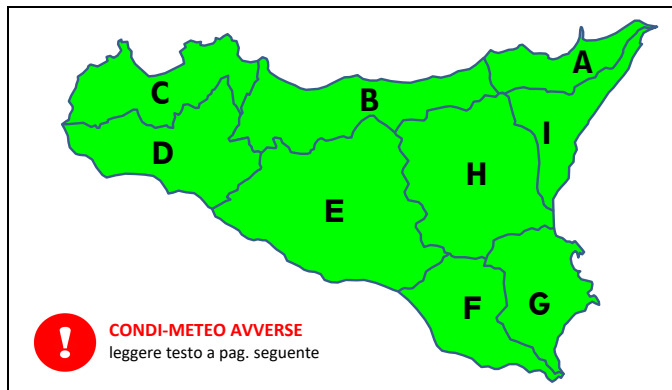 A
C
B
I
D
H
E
F
G
!
CONDI-METEO AVVERSE
leggere testo a pag. seguente